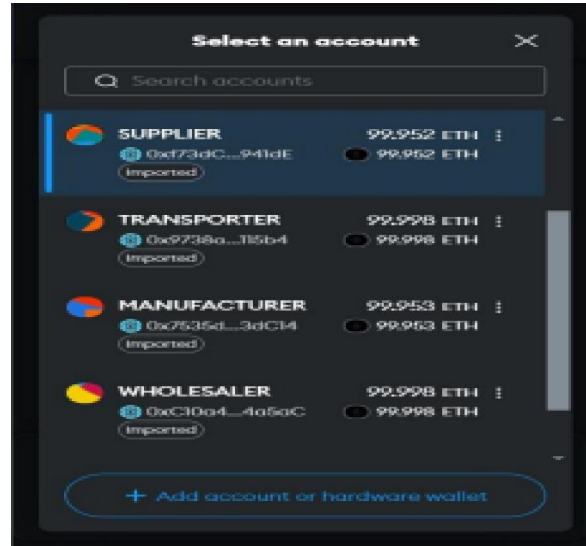 Select an account
Search accounts
SUPPLIER 99.952 ETH
0xf73dC...941dE 99.952 ETH
Imported
TRANSPORTER 99.998 ETH
0x9738a...115b4 99.998 ETH
Imported
MANUFACTURER 99.953 ETH
0x7535d...3dC14 99.953 ETH
Imported
WHOLESALER 99.998 ETH
0xC10a4...4a5aC 99.998 ETH
Imported
+ Add account or hardware wallet